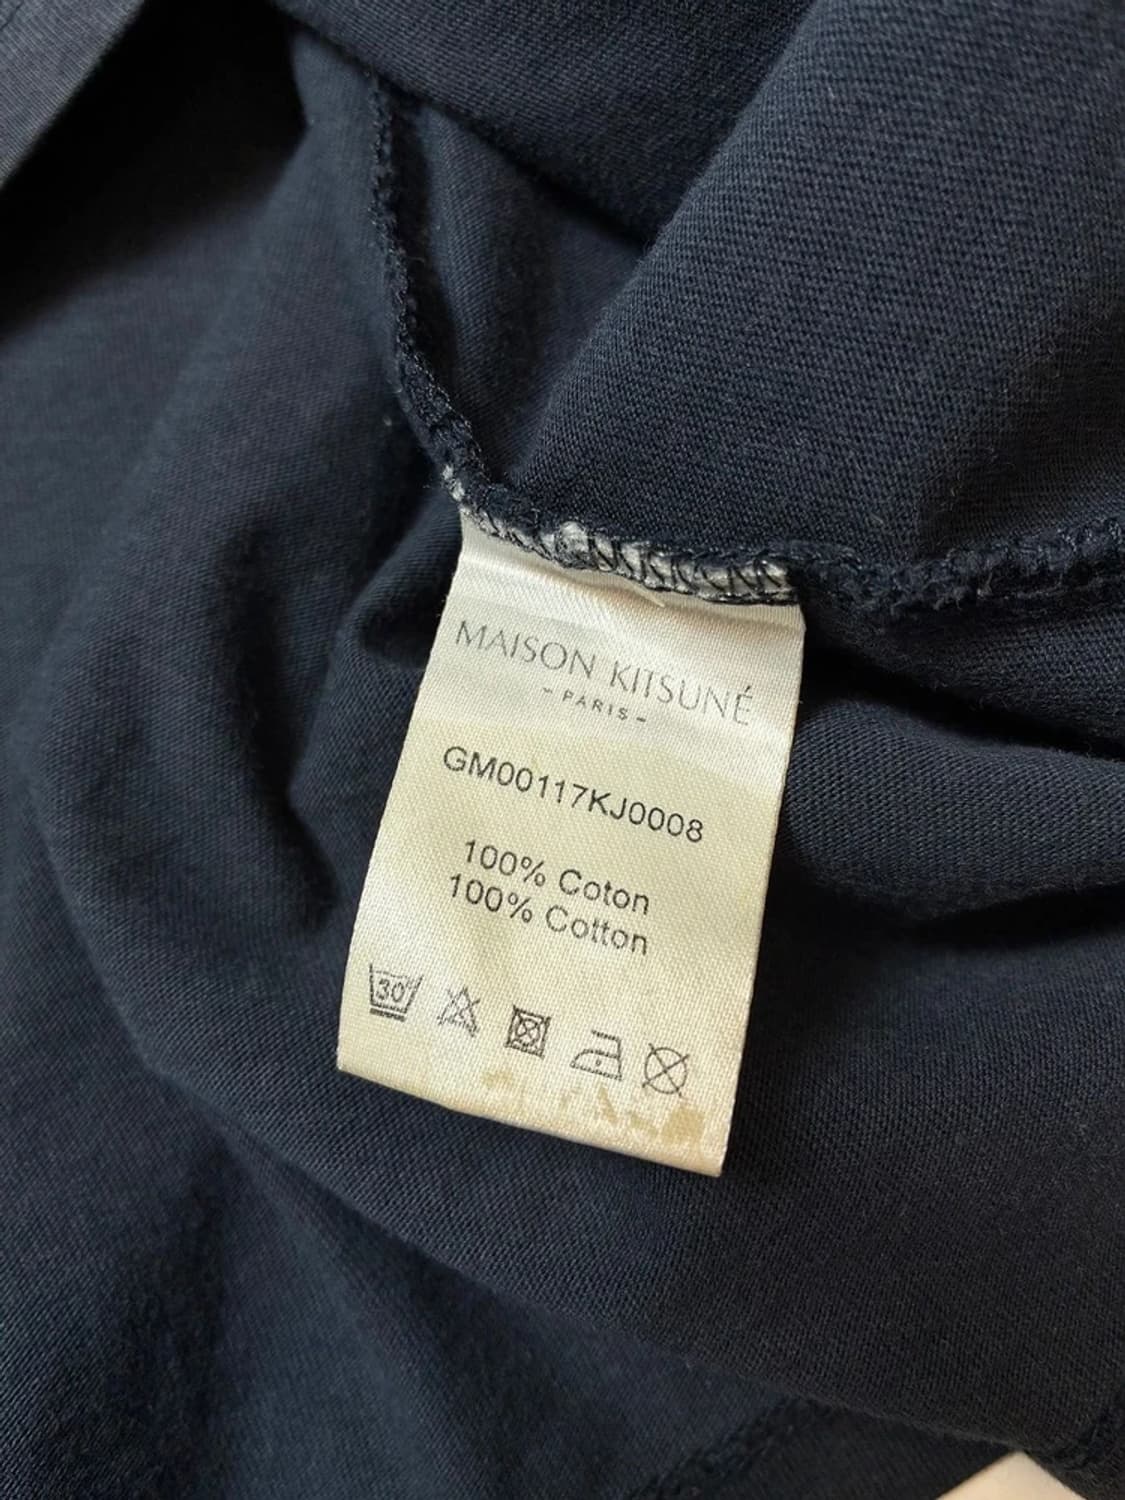 MAISON KITSUNÉ
- PARIS -
GM00117KJ0008
100% Coton
100% Cotton
30°